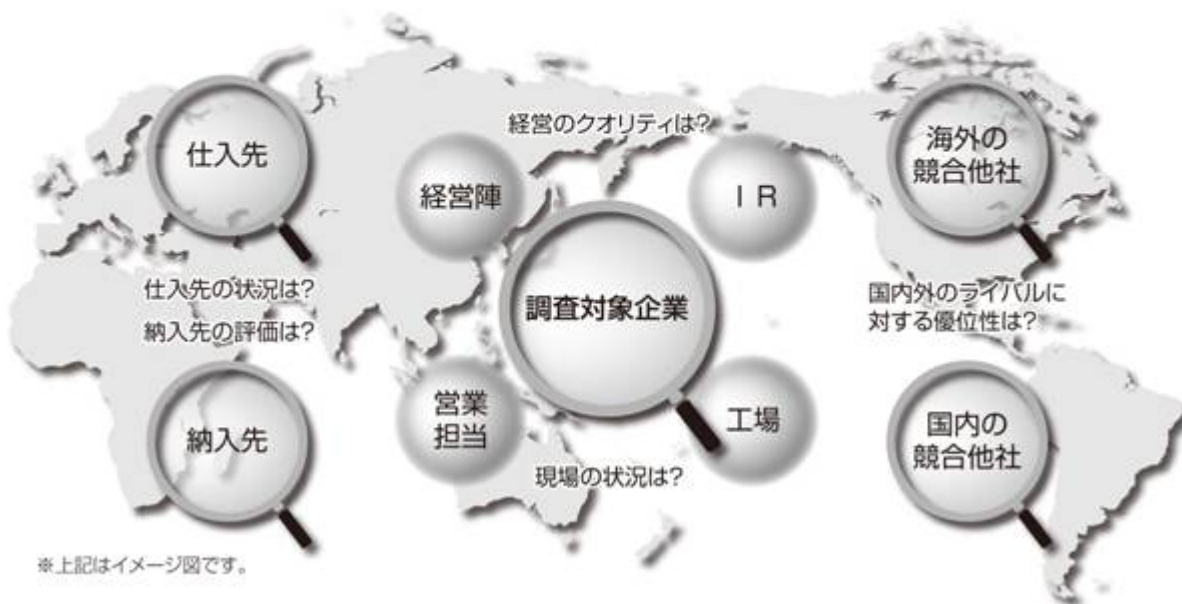 仕入先
仕入先の状況は?
納入先の評価は?
納入先
経営のクオリティは?
経営陣
IR
調査対象企業
営業
担当
工場
現場の状況は?
海外の
競合他社
国内外のライバルに
対する優位性は?
国内の
競合他社
※上記はイメージ図です。